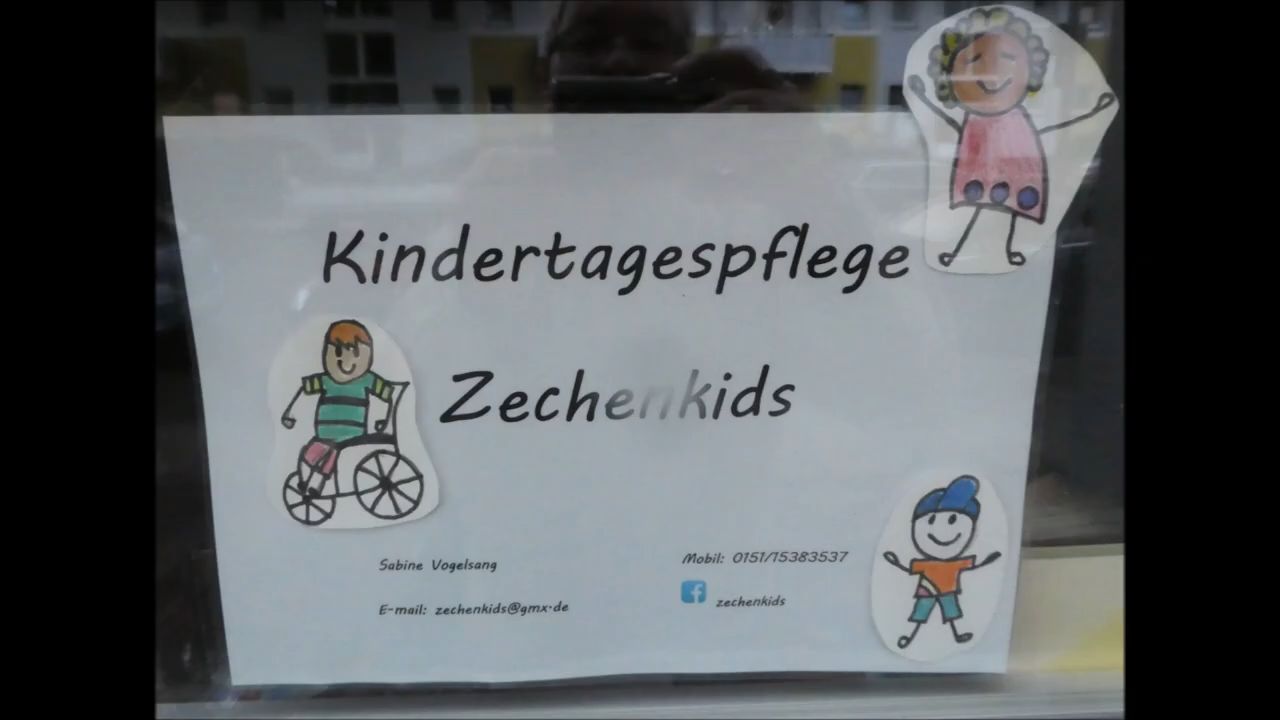 Kindertagespflege
Zechenkids
Sabine Vogelsang
E-mail: zechenkids@gmx.de
Mobil: 0151/15383537
f zechenkids